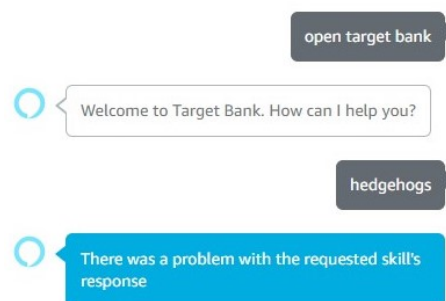 open target bank
Welcome to Target Bank. How can I help you?
hedgehogs
There was a problem with the requested skill's
response